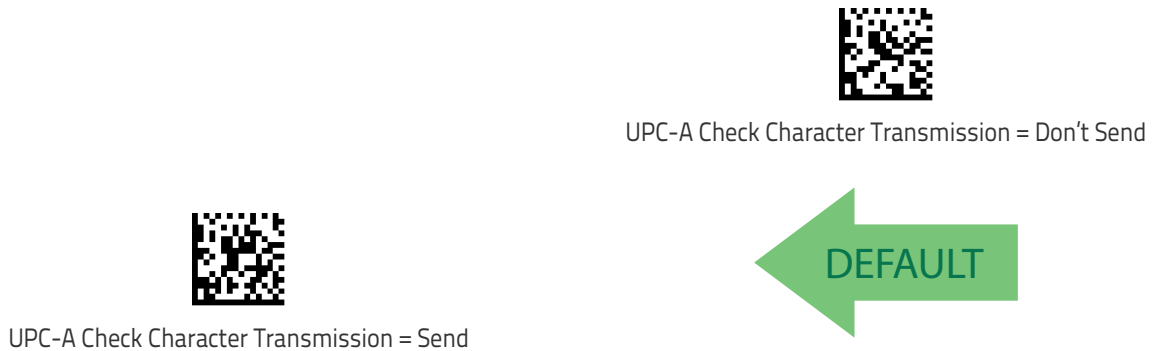 UPC-A Check Character Transmission = Don't Send
DEFAULT
UPC-A Check Character Transmission = Send